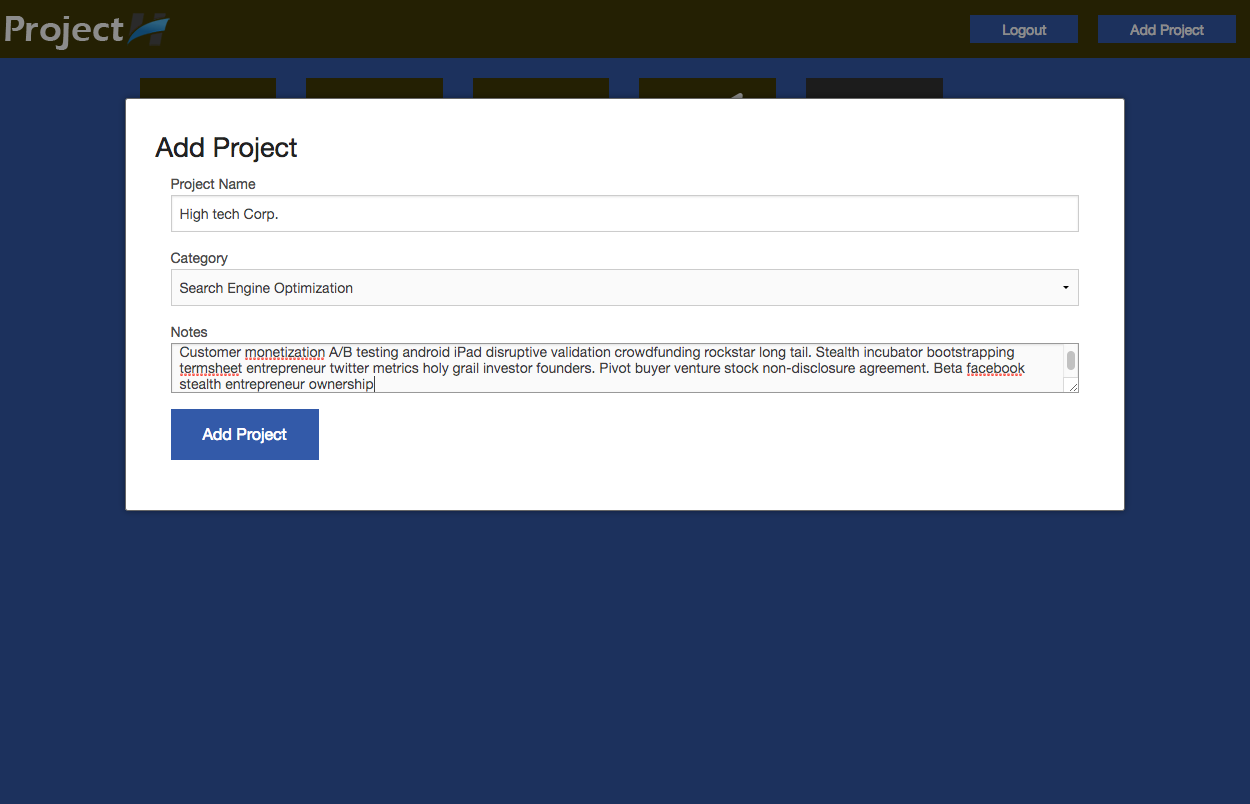 Project H
Logout
Add Project
Add Project
Project Name
High tech Corp.
Category
Search Engine Optimization
Notes
Customer monetization A/B testing android iPad disruptive validation crowdfunding rockstar long tail. Stealth incubator bootstrapping
termsheet entrepreneur twitter metrics holy grail investor founders. Pivot buyer venture stock non-disclosure agreement. Beta facebook
stealth entrepreneur ownership
Add Project